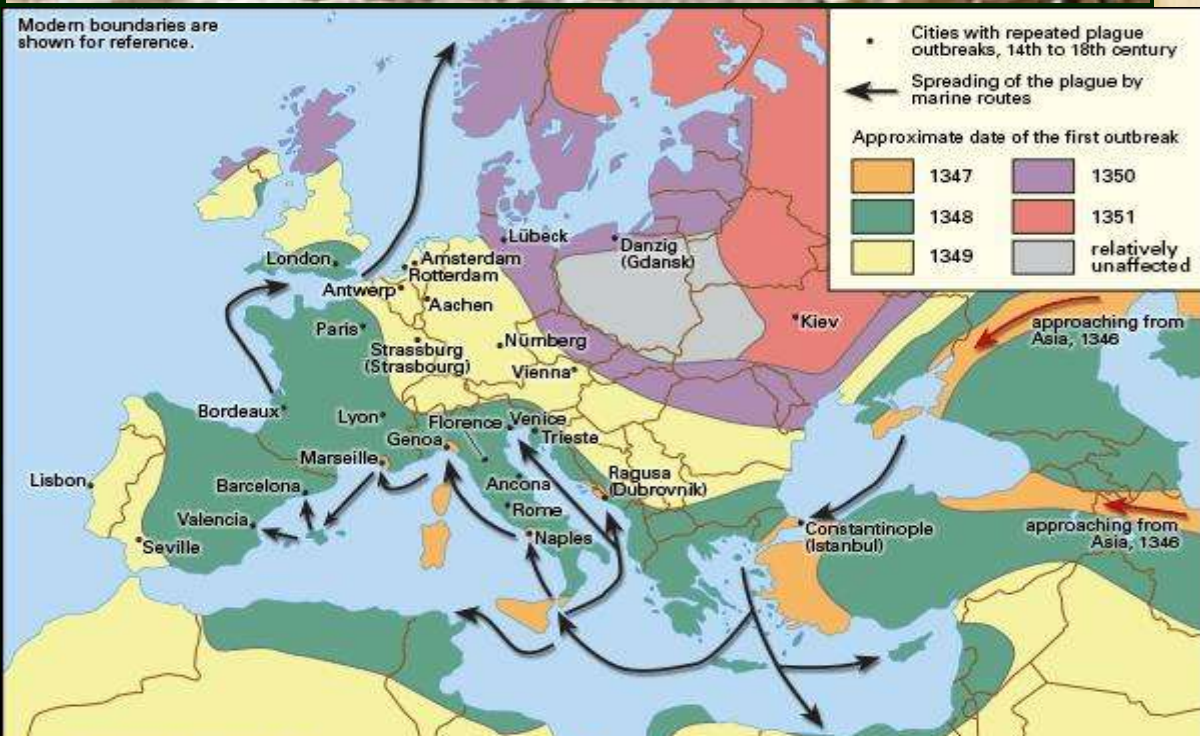 Modern boundaries are
shown for reference.
Cities with repeated plague
outbreaks, 14th to 18th century
Spreading of the plague by
marine routes
Approximate date of the first outbreak
1347
1350
1348
1351
1349
relatively
unaffected
Lübeck
Danzig
(Gdansk)
London
Amsterdam
Rotterdam
Antwerp
Aachen
Kiev
approaching from
Asia, 1346
Paris
Strassburg
(Strasbourg)
Nürnberg
Vienna
Bordeaux
Lyon
Florence
Venice
Genoa
Trieste
Marseille
Lisbon
Barcelona
Ragusa
(Dubrovnik)
Ancona
Valencia
Rome
Seville
Naples
Constantinople
(Istanbul)
approaching from
Asia, 1346